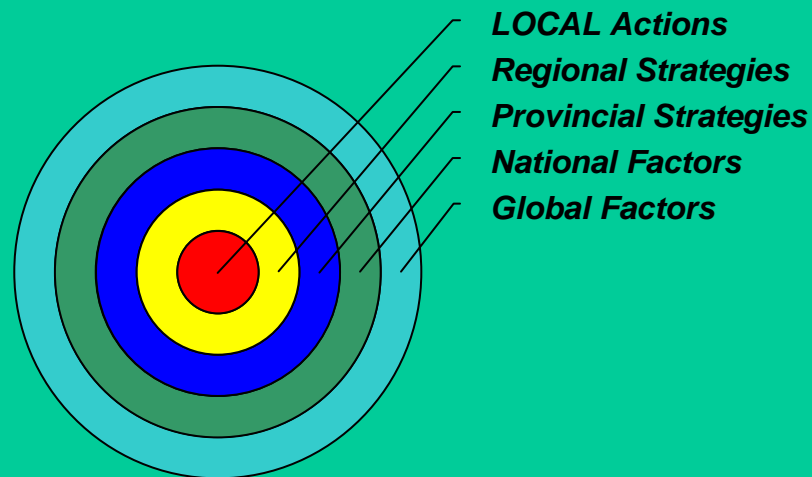 LOCAL Actions
Regional Strategies
Provincial Strategies
National Factors
Global Factors